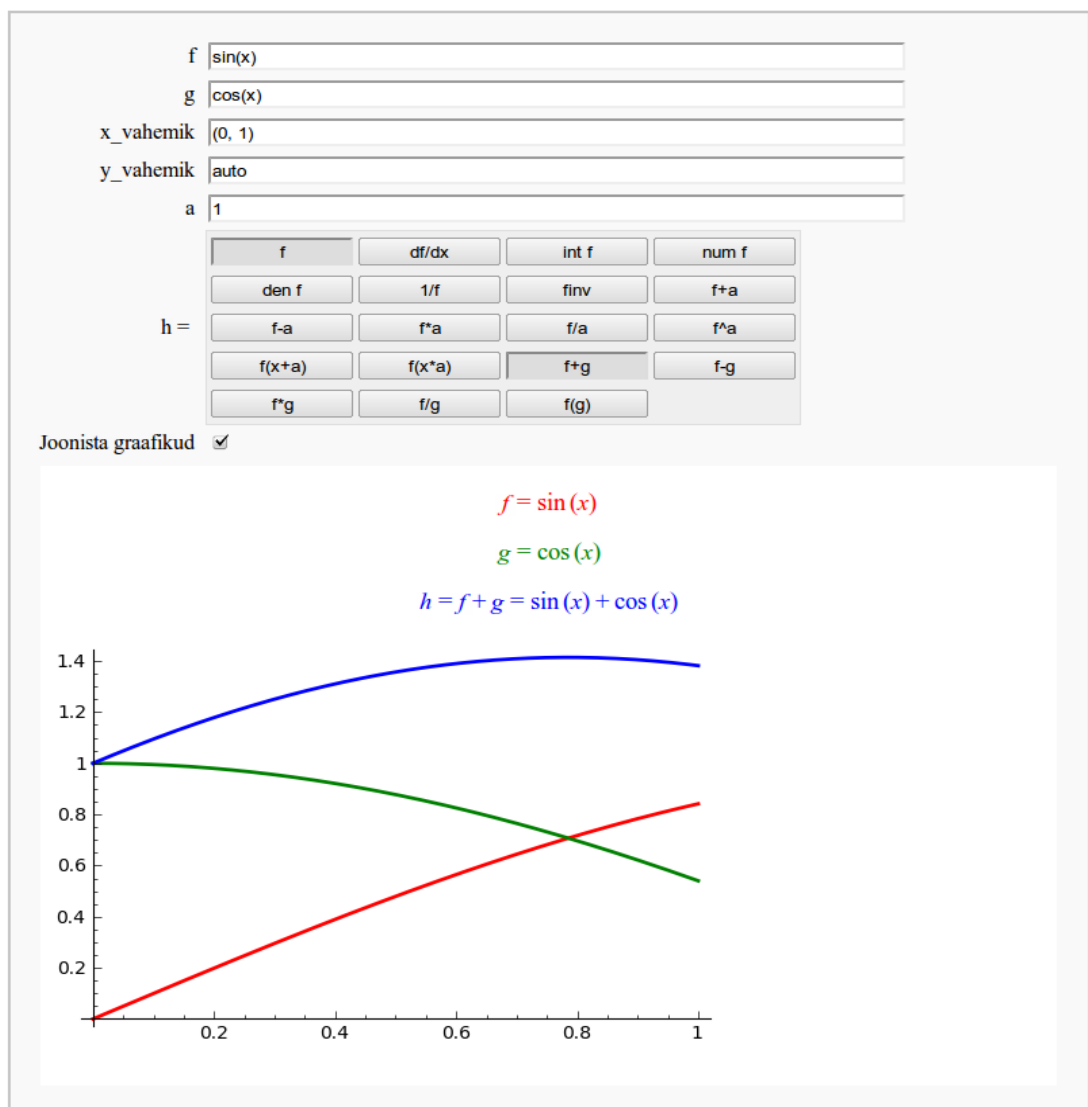 f sin(x)
g cos(x)
x_vahemik (0, 1)
y_vahemik auto
a 1
f df/dx int f num f
den f 1/f finv f+a
h = f-a f*a f/a f^a
f(x+a) f(x*a) f+g f-g
f*g f/g f(g)
Joonista graafikud
f = sin (x)
g = cos (x)
h = f + g = sin (x) + cos (x)
1.4
1.2
1
0.8
0.6
0.4
0.2
0.2 0.4 0.6 0.8 1